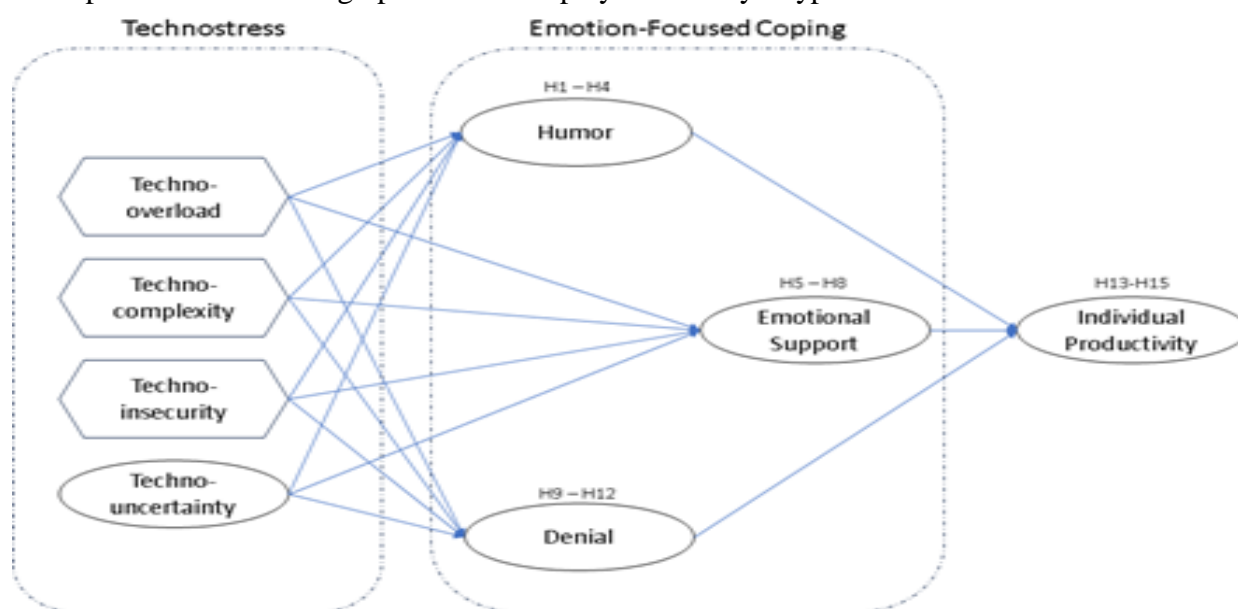 Technostress
Emotion-Focused Coping
H1 – H4
Humor
Techno-
overload
Techno-
complexity
Techno-
insecurity
Techno-
uncertainty
H5 – H8
Emotional
Support
H9 – H12
Denial
H13-H15
Individual
Productivity